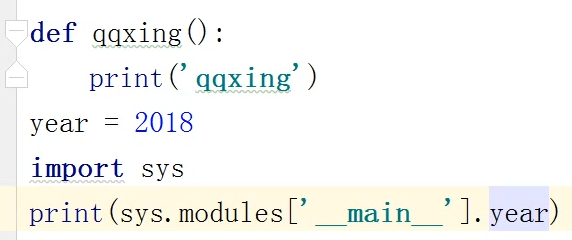 def qqxing():
    print('qqxing')
year = 2018
import sys
print(sys.modules['__main__'].year)